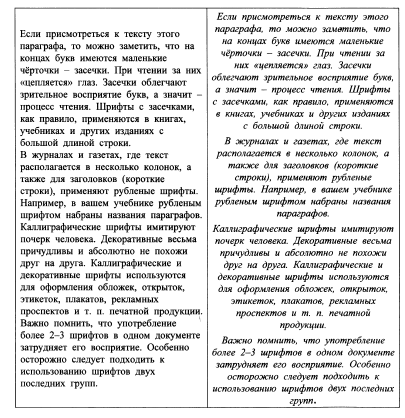 Если присмотреться к тексту этого
параграфа, то можно заметить, что на
концах букв имеются маленькие
чёрточки – засечки. При чтении за них
«цепляется» глаз. Засечки облегчают
зрительное восприятие букв, а значит –
процесс чтения. Шрифты с засечками,
как правило, применяются в книгах,
учебниках и других изданиях с
большой длиной строки.
В журналах и газетах, где текст
располагается в несколько колонок, а
также для заголовков (короткие
строки), применяют рубленые шрифты.
Например, в вашем учебнике рубленым
шрифтом набраны названия параграфов.
Каллиграфические шрифты имитируют
почерк человека. Декоративные весьма
причудливы и абсолютно не похожи
друг на друга. Каллиграфические и
декоративные шрифты используются
для оформления обложек, открыток,
этикеток, плакатов, рекламных
проспектов и т. п. печатной продукции.
Важно помнить, что употребление
более 2–3 шрифтов в одном документе
затрудняет его восприятие. Особенно
осторожно следует подходить к
использованию шрифтов двух
последних групп.
Если присмотреться к тексту этого
параграфа, то можно заметить, что
на концах букв имеются маленькие
чёрточки – засечки. При чтении за
них «цепляется» глаз. Засечки
облегчают зрительное восприятие букв,
а значит – процесс чтения. Шрифты
с засечками, как правило, применяются
в книгах, учебниках и других изданиях
с большой длиной строки.
В журналах и газетах, где текст
располагается в несколько колонок, а
также для заголовков (короткие
строки), применяют рубленые
шрифты. Например, в вашем учебнике
рубленым шрифтом набраны названия
параграфов.
Каллиграфические шрифты имитируют
почерк человека. Декоративные весьма
причудливы и абсолютно не похожи
друг на друга. Каллиграфические и
декоративные шрифты используются
для оформления обложек, открыток,
этикеток, плакатов, рекламных
проспектов и т. п. печатной
продукции.
Важно помнить, что употребление
более 2–3 шрифтов в одном документе
затрудняет его восприятие. Особенно
осторожно следует подходить к
использованию шрифтов двух последних
групп.